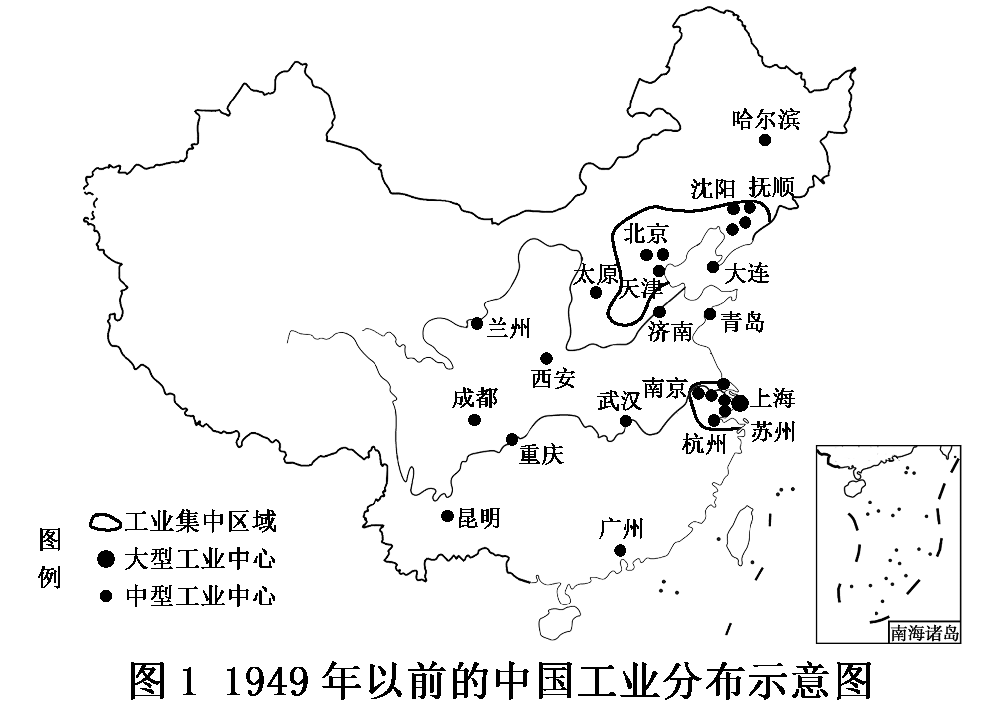 哈尔滨
沈阳 抚顺
北京
太原
天津
大连
兰州
济南
青岛
西安
成都
武汉
南京
上海
苏州
杭州
重庆
昆明
广州
图例
工业集中区域
大型工业中心
中型工业中心
南海诸岛
图1 1949年以前的中国工业分布示意图